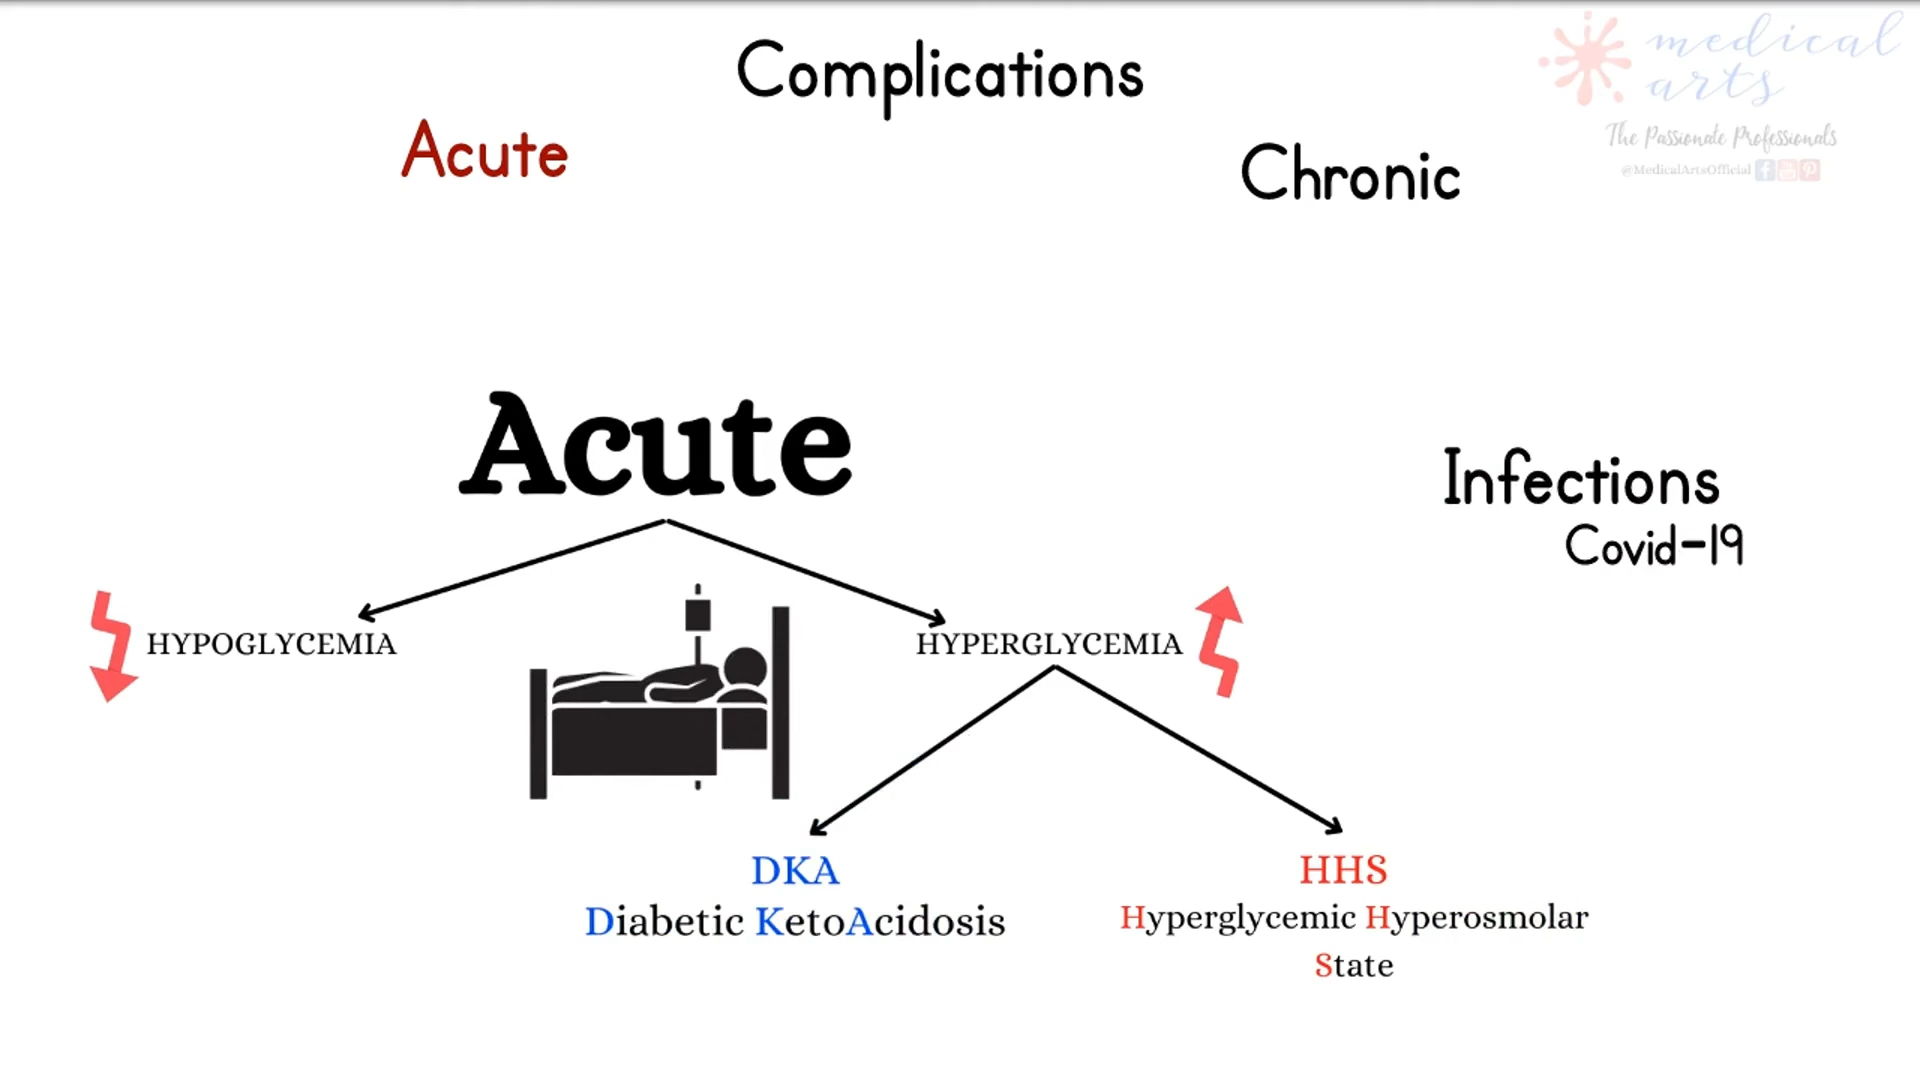 Complications
medical
arts
The Passionate Professionals
@MedicalArtsOfficial
Acute
Chronic
Acute
Infections
Covid-19
HYPOGLYCEMIA
HYPERGLYCEMIA
DKA
Diabetic KetoAcidosis
HHS
Hyperglycemic Hyperosmolar
State